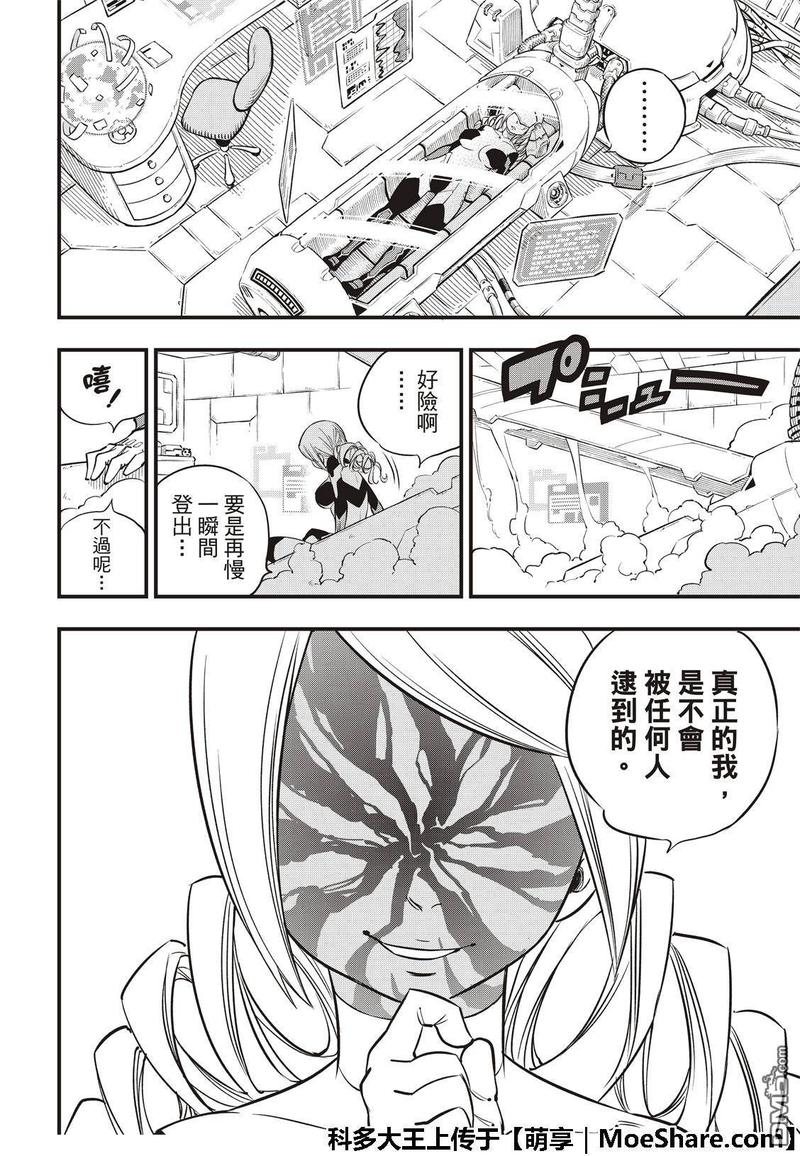 ………
プシュー
好險啊
……
要是再慢
一瞬間
登出…
嘻！
不過呢…
真正的我，
是不會
被任何人
逮到的。
科多大王上传于【萌享｜MoeShare.com】